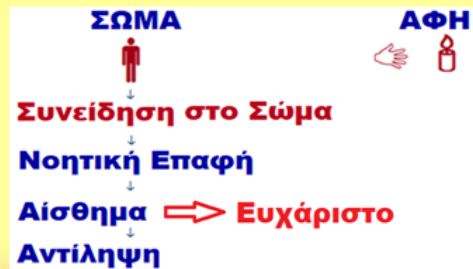 ΣΩΜΑ ΑΦΗ
Συνείδηση στο Σώμα
Νοητική Επαφή
Αίσθημα Ευχάριστο
Αντίληψη